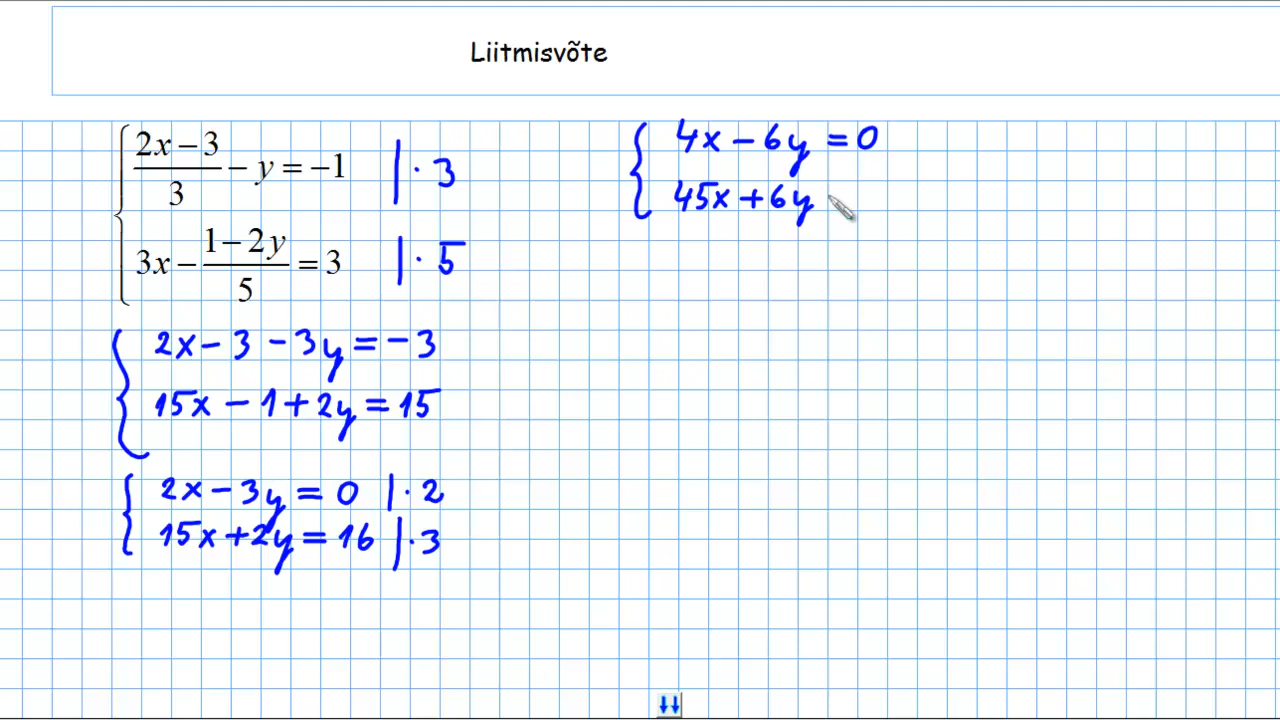 Liitmisvõte
(2x − 3)/3 − y = −1 | · 3
3x − (1 − 2y)/5 = 3 | · 5
2x − 3 − 3y = −3
15x − 1 + 2y = 15
2x − 3y = 0 | · 2
15x + 2y = 16 | · 3
4x − 6y = 0
45x + 6y